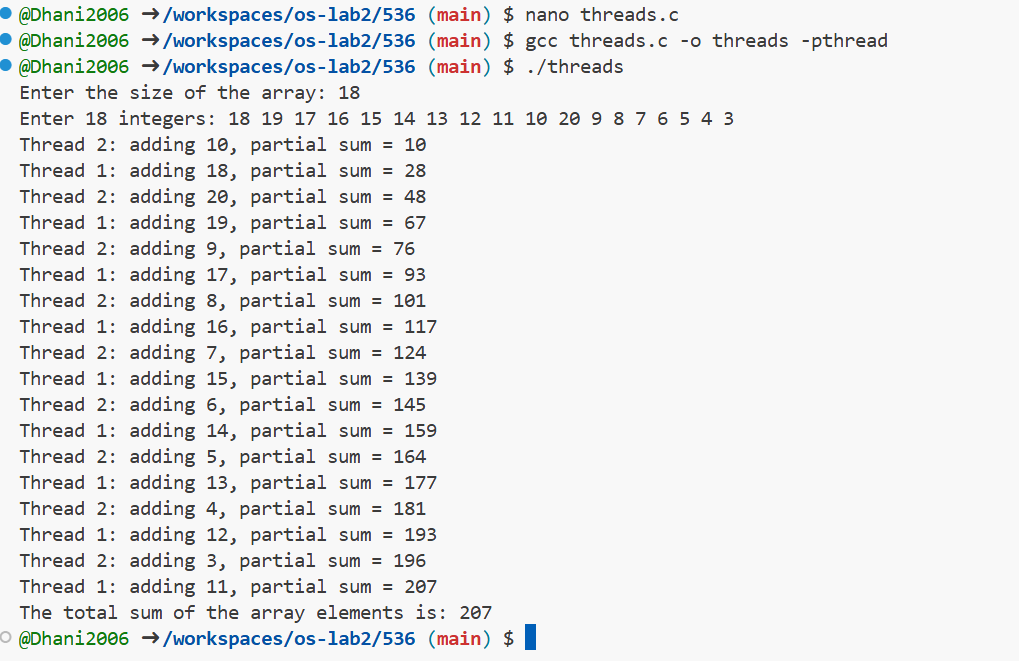 @Dhani2006 →/workspaces/os-lab2/536 (main) $ nano threads.c
@Dhani2006 →/workspaces/os-lab2/536 (main) $ gcc threads.c -o threads -pthread
@Dhani2006 →/workspaces/os-lab2/536 (main) $ ./threads
Enter the size of the array: 18
Enter 18 integers: 18 19 17 16 15 14 13 12 11 10 20 9 8 7 6 5 4 3
Thread 2: adding 10, partial sum = 10
Thread 1: adding 18, partial sum = 28
Thread 2: adding 20, partial sum = 48
Thread 1: adding 19, partial sum = 67
Thread 2: adding 9, partial sum = 76
Thread 1: adding 17, partial sum = 93
Thread 2: adding 8, partial sum = 101
Thread 1: adding 16, partial sum = 117
Thread 2: adding 7, partial sum = 124
Thread 1: adding 15, partial sum = 139
Thread 2: adding 6, partial sum = 145
Thread 1: adding 14, partial sum = 159
Thread 2: adding 5, partial sum = 164
Thread 1: adding 13, partial sum = 177
Thread 2: adding 4, partial sum = 181
Thread 1: adding 12, partial sum = 193
Thread 2: adding 3, partial sum = 196
Thread 1: adding 11, partial sum = 207
The total sum of the array elements is: 207
@Dhani2006 →/workspaces/os-lab2/536 (main) $